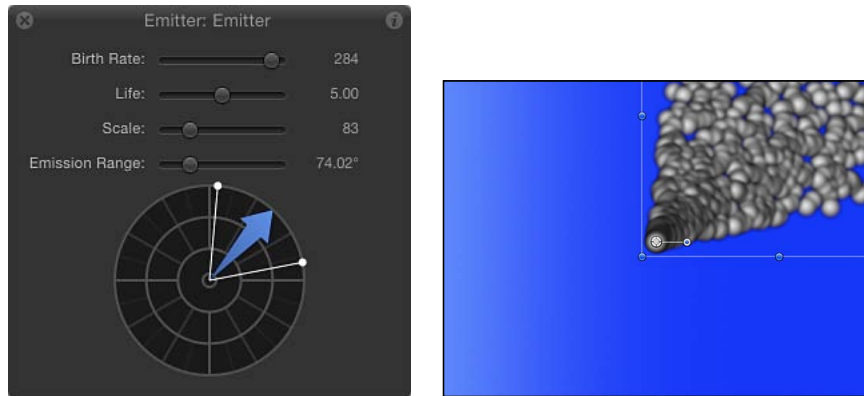 Emitter: Emitter
Birth Rate: 284
Life: 5.00
Scale: 83
Emission Range: 74.02°